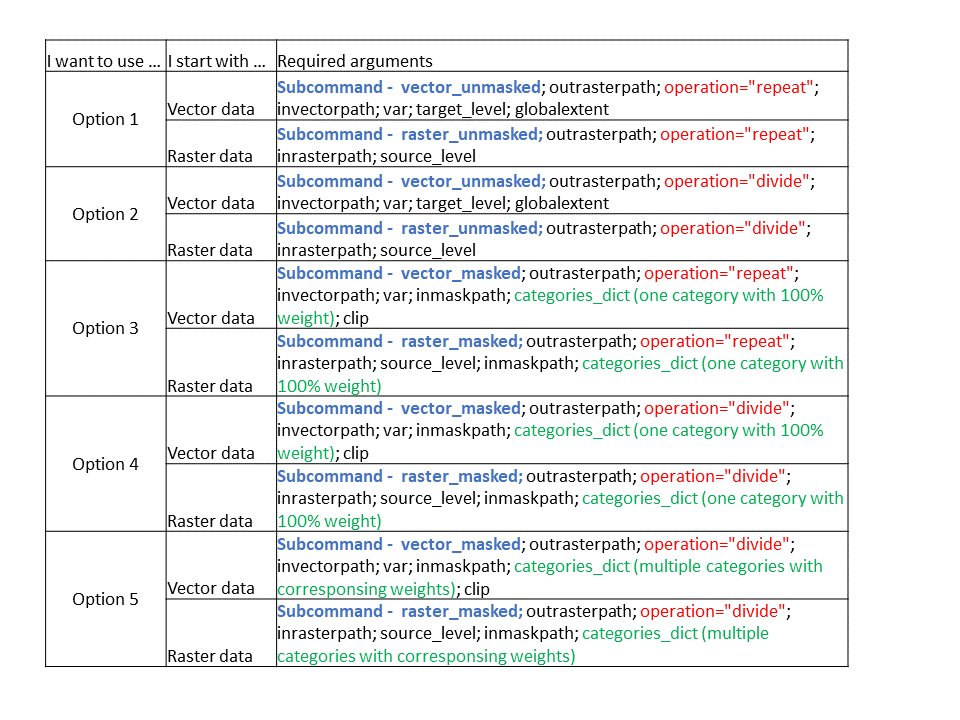 I want to use ... I start with ... Required arguments
Option 1
Vector data
Subcommand - vector_unmasked; outrasterpath; operation="repeat";
invectorpath; var; target_level; globalextent
Raster data
Subcommand - raster_unmasked; outrasterpath; operation="repeat";
inrasterpath; source_level
Option 2
Vector data
Subcommand - vector_unmasked; outrasterpath; operation="divide";
invectorpath; var; target_level; globalextent
Raster data
Subcommand - raster_unmasked; outrasterpath; operation="divide";
inrasterpath; source_level
Option 3
Vector data
Subcommand - vector_masked; outrasterpath; operation="repeat";
invectorpath; var; inmaskpath; categories_dict (one category with 100%
weight); clip
Raster data
Subcommand - raster_masked; outrasterpath; operation="repeat";
inrasterpath; source_level; inmaskpath; categories_dict (one category with
100% weight)
Option 4
Vector data
Subcommand - vector_masked; outrasterpath; operation="divide";
invectorpath; var; inmaskpath; categories_dict (one category with 100%
weight); clip
Raster data
Subcommand - raster_masked; outrasterpath; operation="divide";
inrasterpath; source_level; inmaskpath; categories_dict (one category with
100% weight)
Option 5
Vector data
Subcommand - vector_masked; outrasterpath; operation="divide";
invectorpath; var; inmaskpath; categories_dict (multiple categories with
corresponsing weights); clip
Raster data
Subcommand - raster_masked; outrasterpath; operation="divide";
inrasterpath; source_level; inmaskpath; categories_dict (multiple
categories with corresponsing weights)